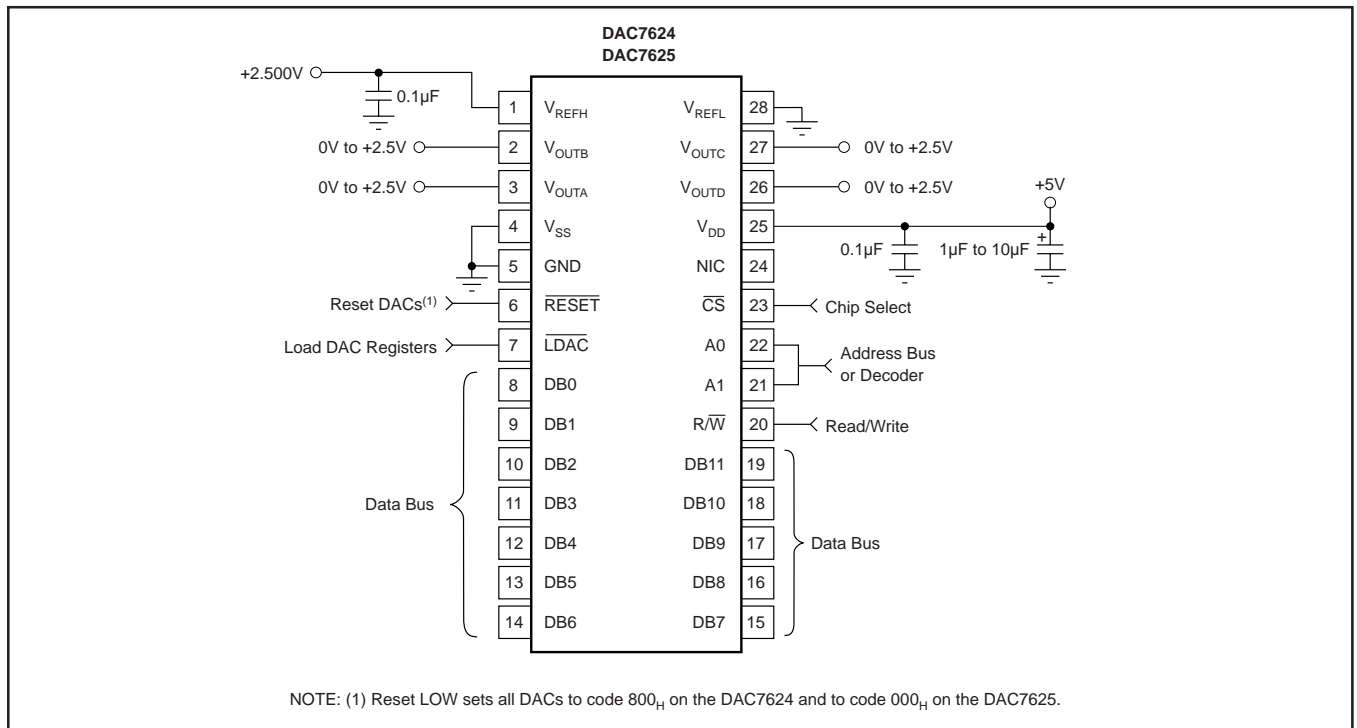 DAC7624
DAC7625
+2.500V
0.1µF
1 V_REFH V_REFL 28
0V to +2.5V 2 V_OUTB V_OUTC 27 0V to +2.5V
0V to +2.5V 3 V_OUTA V_OUTD 26 0V to +2.5V
+5V
4 V_SS V_DD 25
0.1µF 1µF to 10µF +
5 GND NIC 24
Reset DACs(1) 6 R̅E̅S̅E̅T̅ C̅S̅ 23 Chip Select
Load DAC Registers 7 L̅D̅A̅C̅ A0 22
Address Bus
or Decoder
8 DB0 A1 21
9 DB1 R/W̅ 20 Read/Write
10 DB2 DB11 19
Data Bus 11 DB3 DB10 18
12 DB4 DB9 17 Data Bus
13 DB5 DB8 16
14 DB6 DB7 15
NOTE: (1) Reset LOW sets all DACs to code 800H on the DAC7624 and to code 000H on the DAC7625.